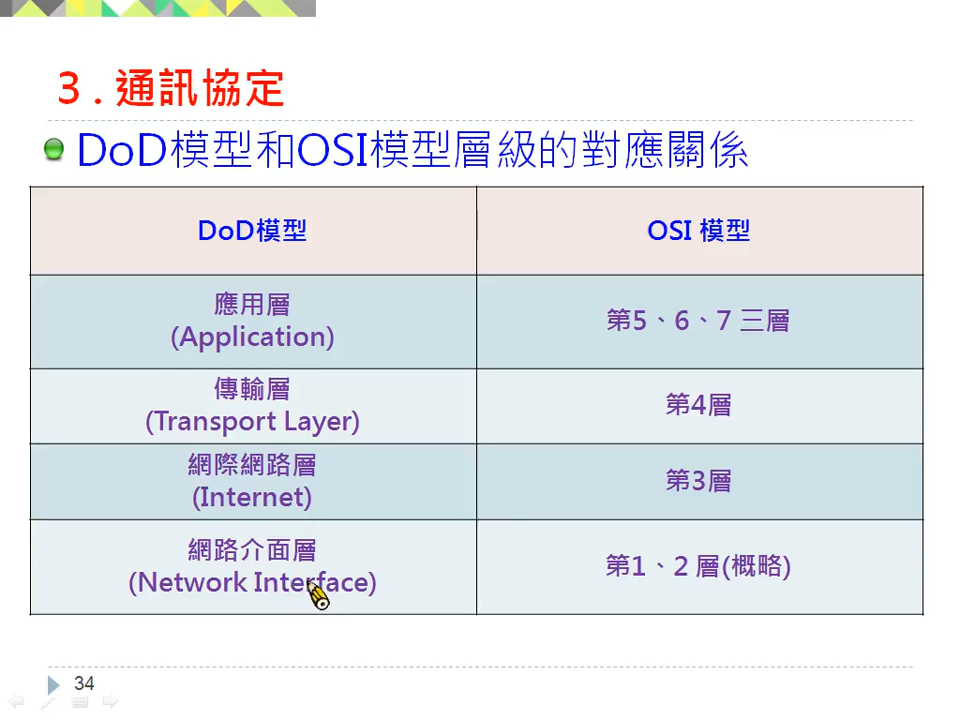 3 . 通訊協定
DoD模型和OSI模型層級的對應關係
DoD模型
OSI 模型
應用層
(Application)
第5、6、7 三層
傳輸層
(Transport Layer)
第4層
網際網路層
(Internet)
第3層
網路介面層
(Network Interface)
第1、2 層(概略)
34